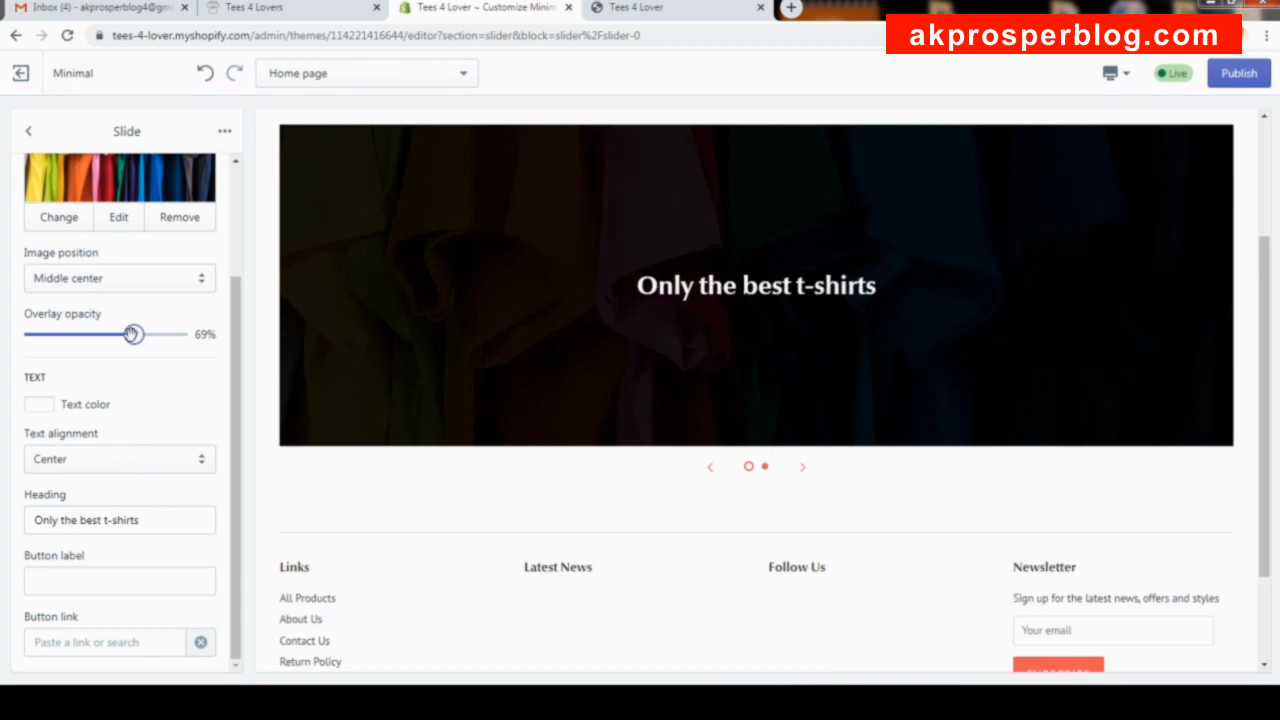 Inbox (4) - akprosperblog4@gm
Tees 4 Lovers
Tees 4 Lover ~ Customize Minim
Tees 4 Lover
akprosperblog.com
tees-4-lover.myshopify.com/admin/themes/114221416644/editor?section=slider&block=slider%2Fslider-0
Minimal
Home page
Live
Publish
Slide
Change
Edit
Remove
Image position
Middle center
Overlay opacity
69%
TEXT
Text color
Text alignment
Center
Heading
Only the best t-shirts
Button label
Button link
Paste a link or search
Only the best t-shirts
Links
Latest News
Follow Us
Newsletter
All Products
About Us
Contact Us
Return Policy
Sign up for the latest news, offers and styles
Your email